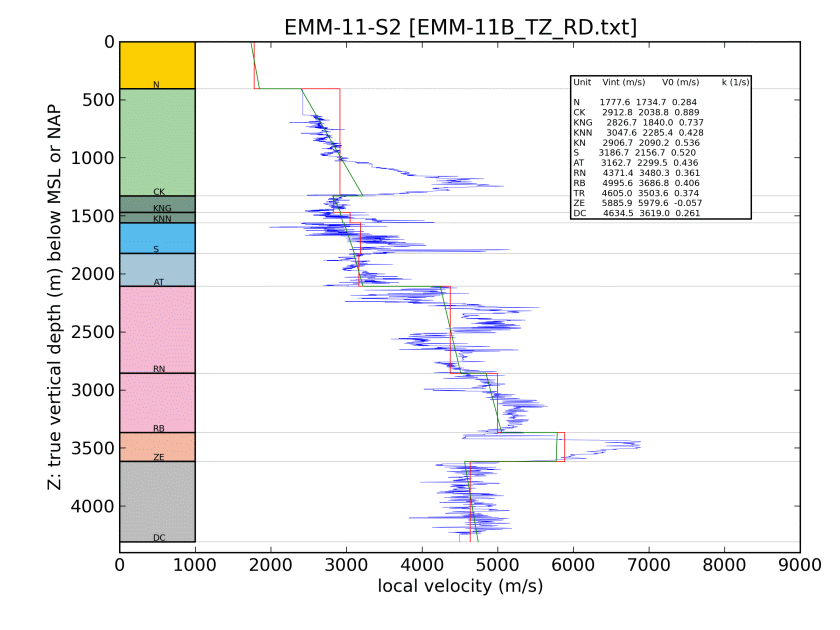 EMM-11-S2 [EMM-11B_TZ_RD.txt]
Z: true vertical depth (m) below MSL or NAP
0
500
1000
1500
2000
2500
3000
3500
4000
N
CK
KNG
KNN
S
AT
RN
RB
ZE
DC
Unit Vint (m/s) V0 (m/s) k (1/s)
N 1777.6 1734.7 0.284
CK 2912.8 2038.8 0.889
KNG 2826.7 1840.0 0.737
KNN 3047.6 2285.4 0.428
KN 2906.7 2090.2 0.536
S 3186.7 2156.7 0.520
AT 3162.7 2299.5 0.436
RN 4371.4 3480.3 0.361
RB 4995.6 3686.8 0.406
TR 4605.0 3503.6 0.374
ZE 5885.9 5979.6 -0.057
DC 4634.5 3619.0 0.261
0 1000 2000 3000 4000 5000 6000 7000 8000 9000
local velocity (m/s)